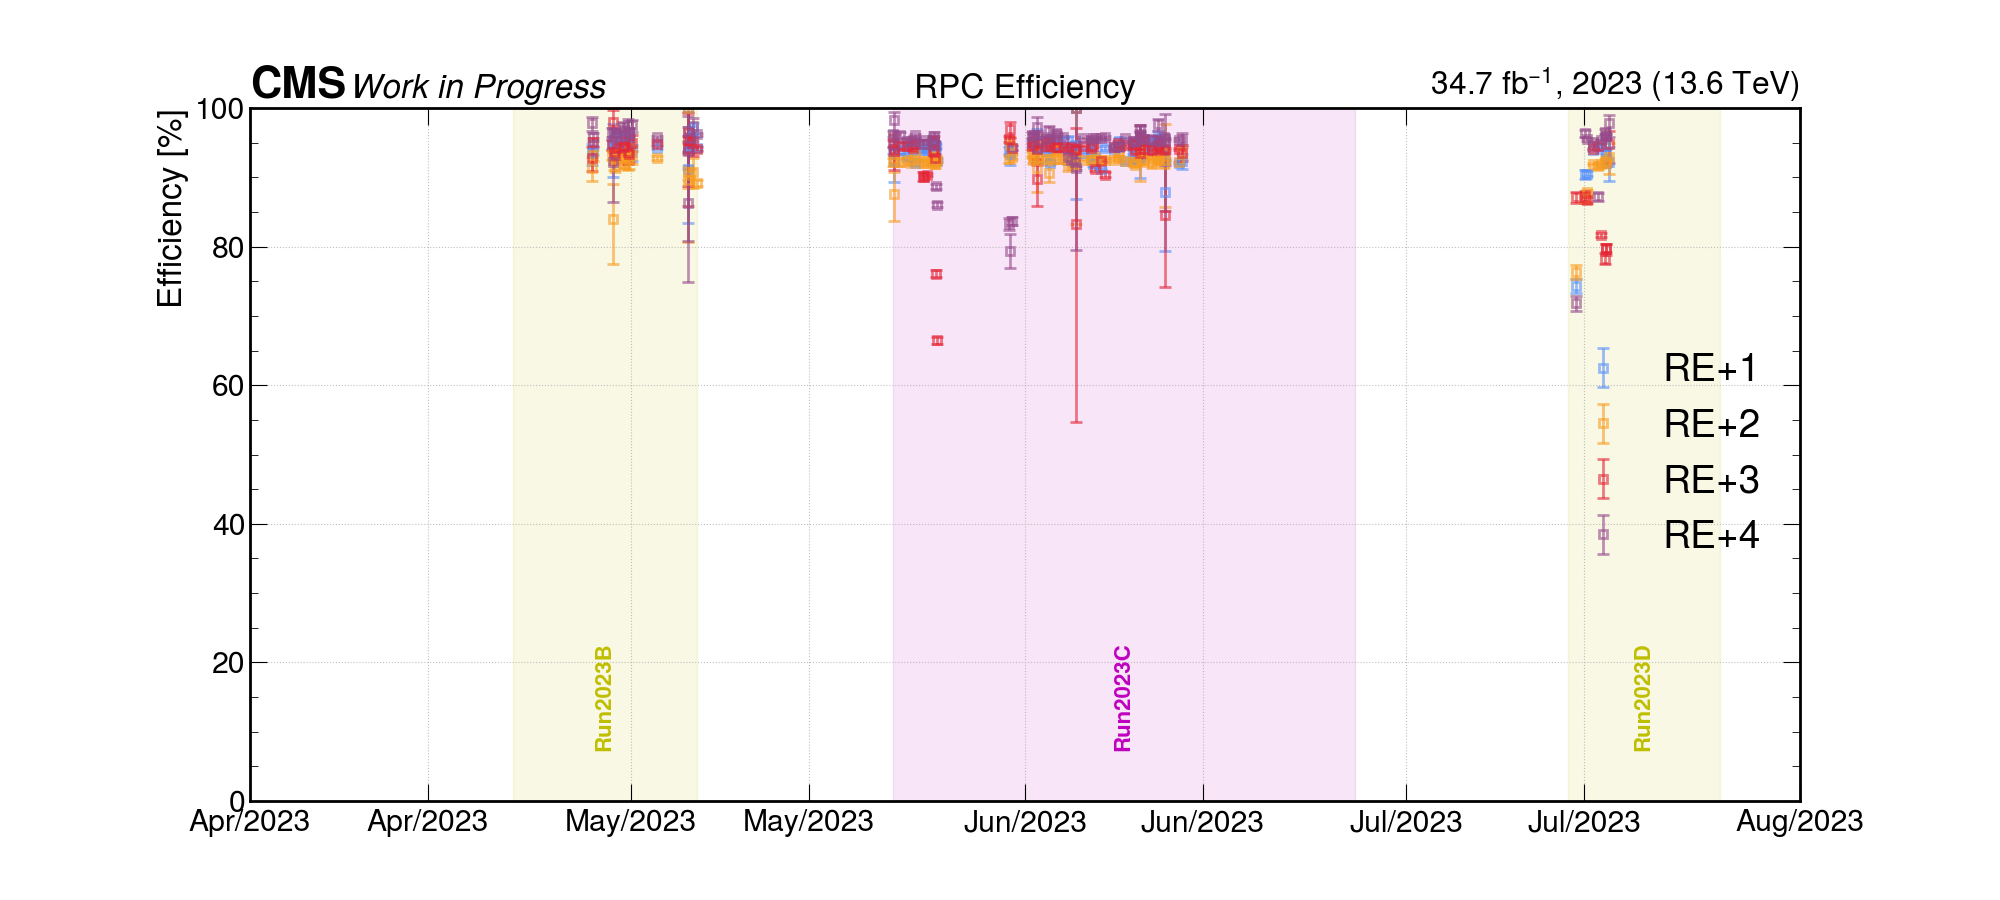 CMS Work in Progress RPC Efficiency 34.7 fb⁻¹, 2023 (13.6 TeV)
Efficiency [%]
100
80
60
40
20
0
RE+1
RE+2
RE+3
RE+4
Run2023B
Run2023C
Run2023D
Apr/2023 Apr/2023 May/2023 May/2023 Jun/2023 Jun/2023 Jul/2023 Jul/2023 Aug/2023